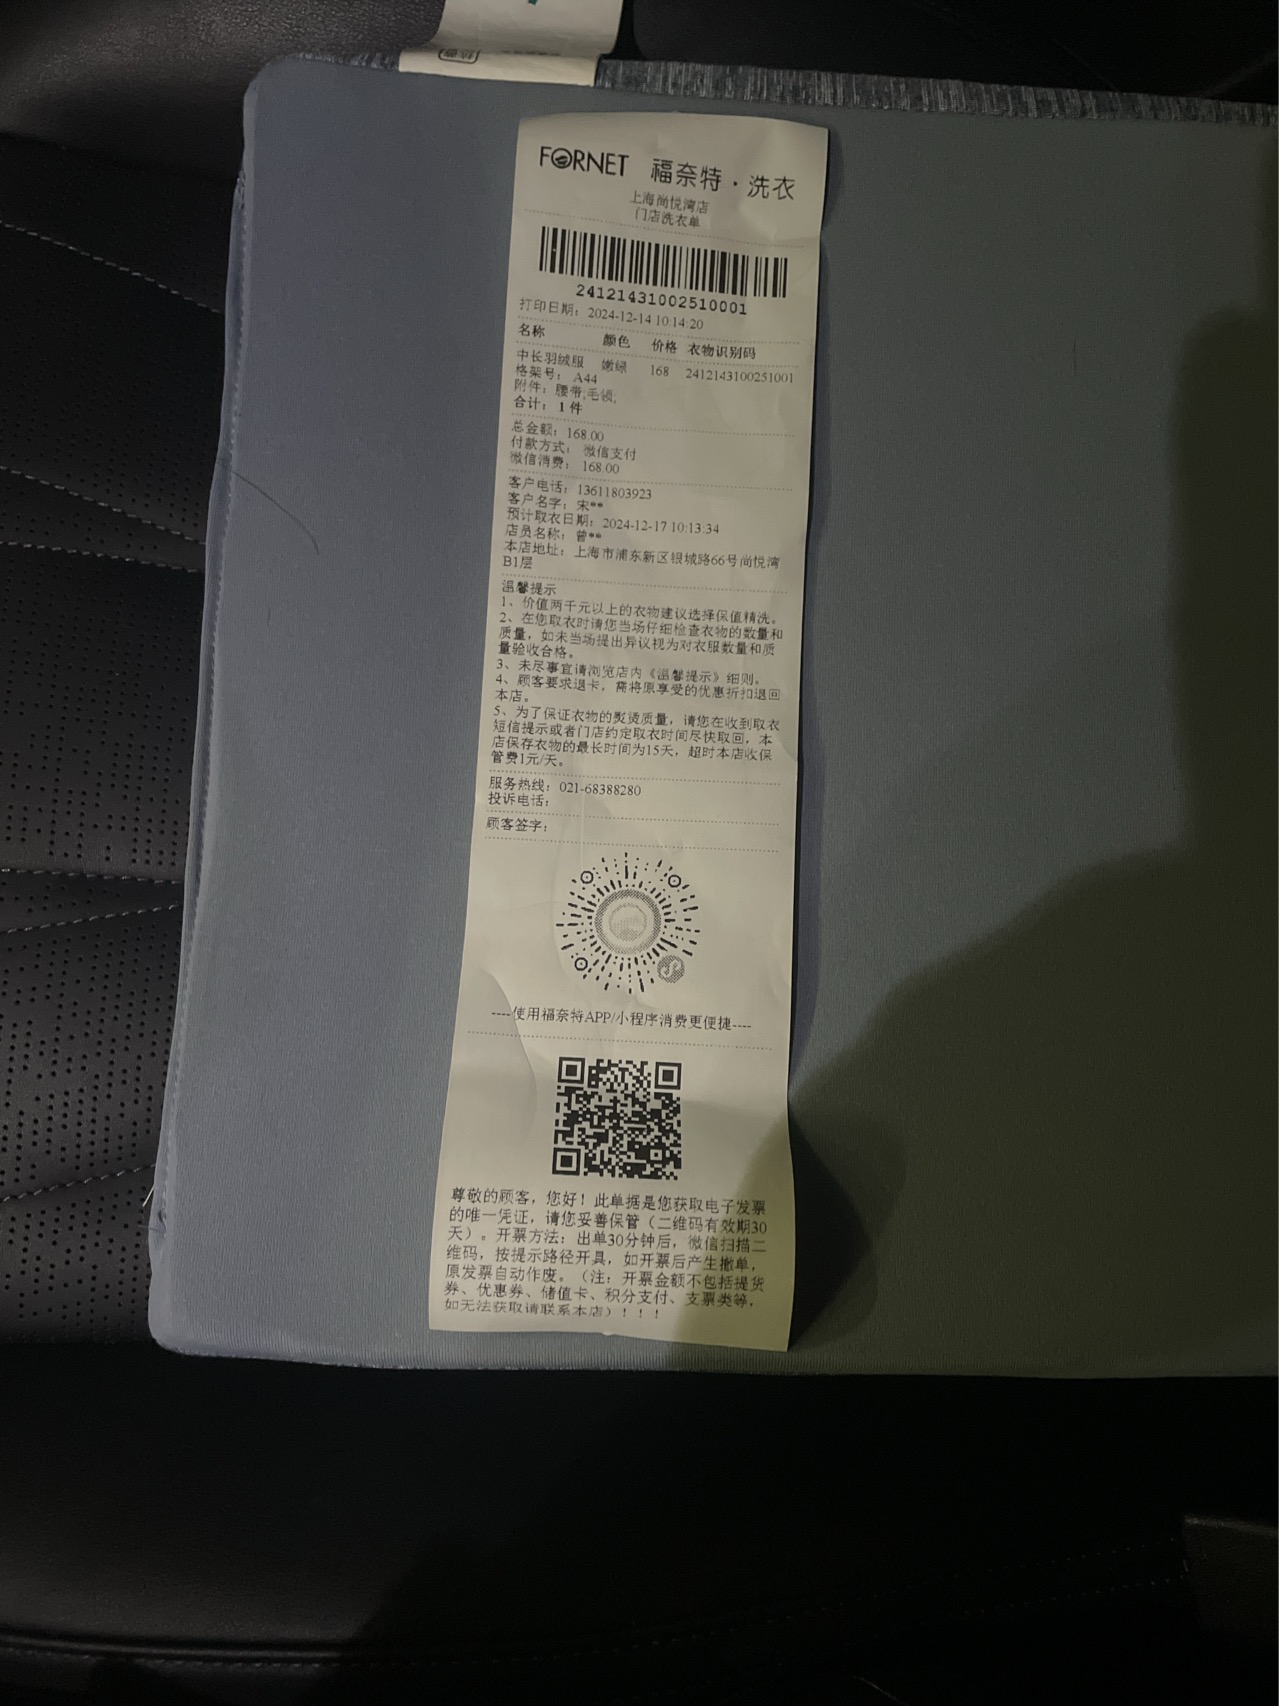 FORNET 福奈特·洗衣
上海尚悦湾店
门店洗衣单
24121431002510001
打印日期：2024-12-14 10:14:20
名称 颜色 价格 衣物识别码
中长羽绒服 嫩绿 168 2412143100251001
格架号：A44
附件：腰带;毛领;
合计：1 件
总金额：168.00
付款方式：微信支付
微信消费：168.00
客户电话：13611803923
客户名字：宋**
预计取衣日期：2024-12-17 10:13:34
店员名称：曾**
本店地址：上海市浦东新区银城路66号尚悦湾
B1层
温馨提示
1、价值两千元以上的衣物建议选择保值精洗。
2、在您取衣时请您当场仔细检查衣物的数量和
质量，如未当场提出异议视为对衣服数量和质
量验收合格。
3、未尽事宜请浏览店内《温馨提示》细则。
4、顾客要求退卡，需将原享受的优惠折扣退回
本店。
5、为了保证衣物的熨烫质量，请您在收到取衣
短信提示或者门店约定取衣时间尽快取回，本
店保存衣物的最长时间为15天，超时本店收保
管费1元/天。
服务热线：021-68388280
投诉电话：
顾客签字：
----使用福奈特APP/小程序消费更便捷----
尊敬的顾客，您好！此单据是您获取电子发票
的唯一凭证，请您妥善保管（二维码有效期30
天）。开票方法：出单30分钟后，微信扫描二
维码，按提示路径开具，如开票后产生撤单，
原发票自动作废。（注：开票金额不包括提货
券、优惠券、储值卡、积分支付、支票类等，
如无法获取请联系本店）！！！